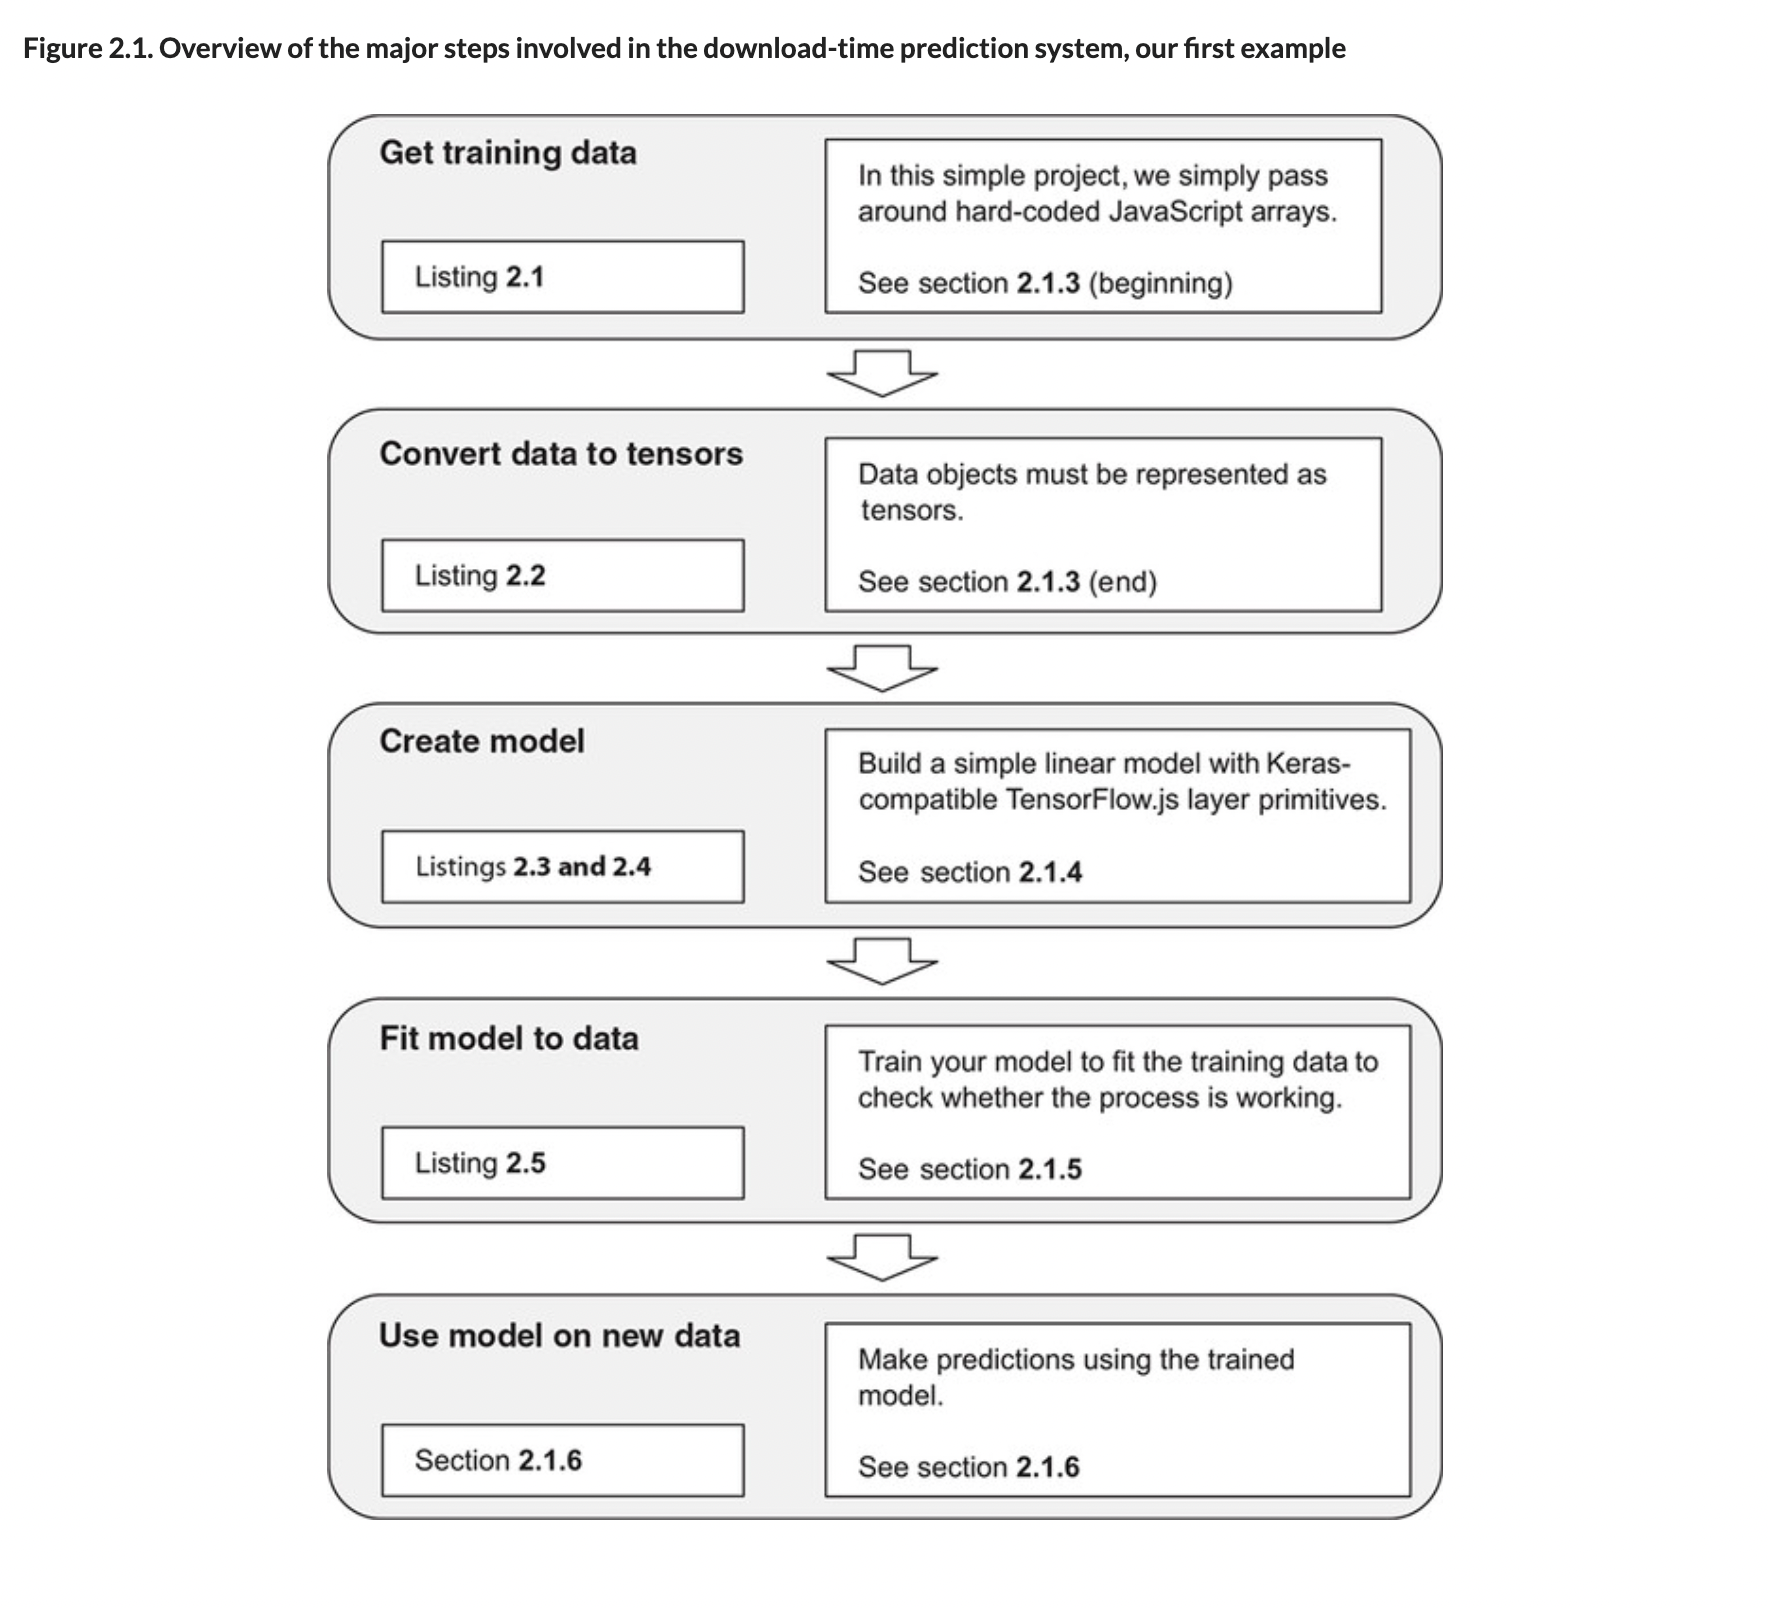 Figure 2.1. Overview of the major steps involved in the download-time prediction system, our first example
Get training data
Listing 2.1
In this simple project, we simply pass
around hard-coded JavaScript arrays.
See section 2.1.3 (beginning)
Convert data to tensors
Listing 2.2
Data objects must be represented as
tensors.
See section 2.1.3 (end)
Create model
Listings 2.3 and 2.4
Build a simple linear model with Keras-
compatible TensorFlow.js layer primitives.
See section 2.1.4
Fit model to data
Listing 2.5
Train your model to fit the training data to
check whether the process is working.
See section 2.1.5
Use model on new data
Section 2.1.6
Make predictions using the trained
model.
See section 2.1.6